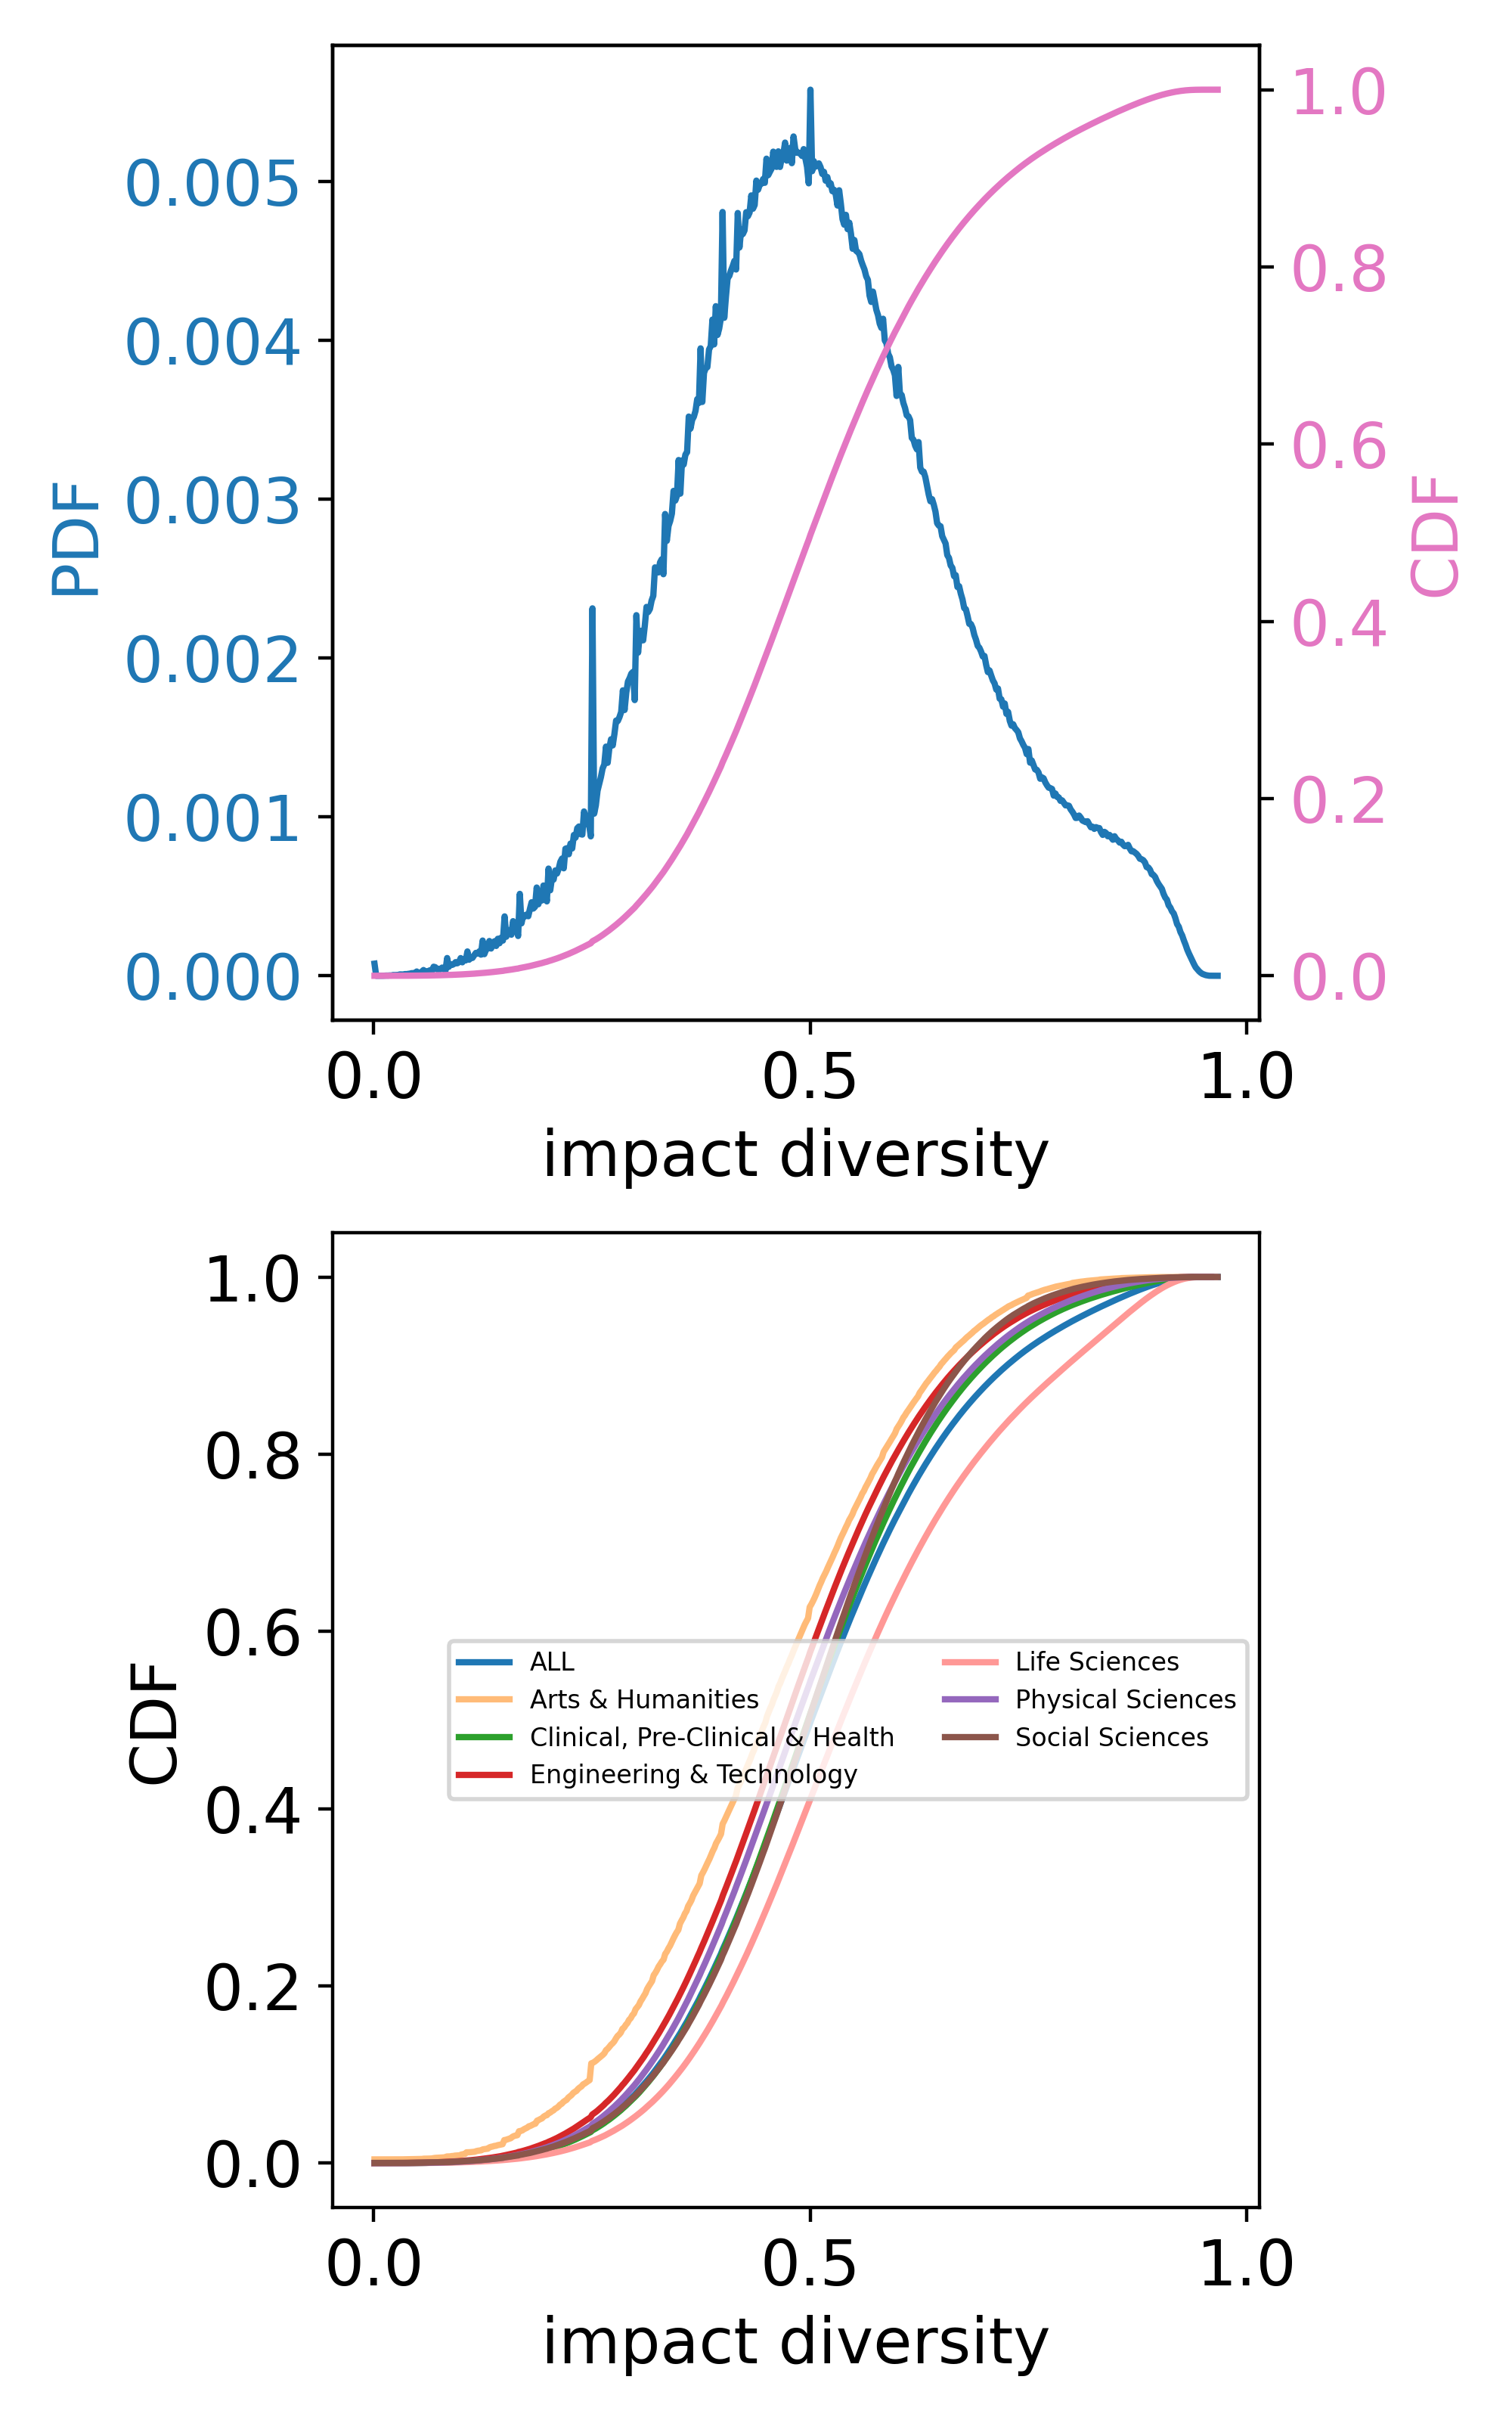 PDF
0.005
0.004
0.003
0.002
0.001
0.000
1.0
0.8
0.6
0.4
0.2
0.0
CDF
0.0 0.5 1.0
impact diversity
CDF
1.0
0.8
0.6
0.4
0.2
0.0
ALL
Arts & Humanities
Clinical, Pre-Clinical & Health
Engineering & Technology
Life Sciences
Physical Sciences
Social Sciences
0.0 0.5 1.0
impact diversity